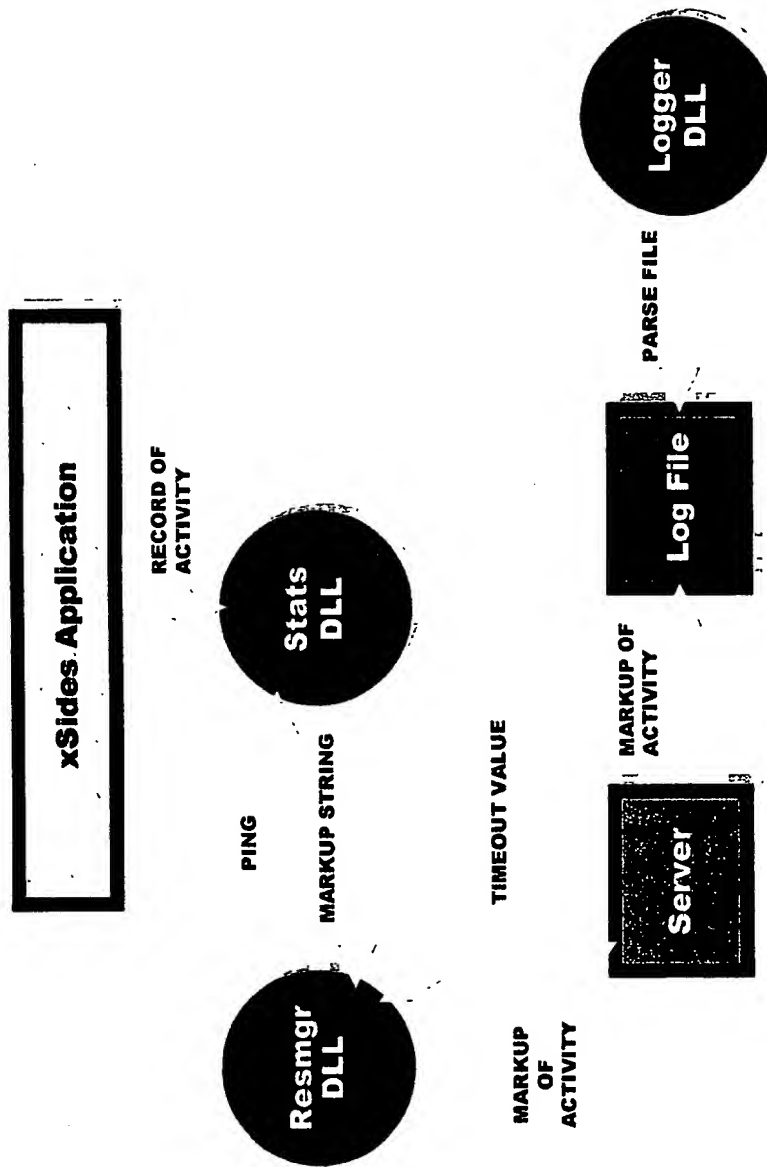 xSides Application
RECORD OF
ACTIVITY
PING
Stats
DLL
MARKUP STRING
Resmgr
DLL
TIMEOUT VALUE
MARKUP
OF
ACTIVITY
Server
MARKUP OF
ACTIVITY
Log File
PARSE FILE
Logger
DLL